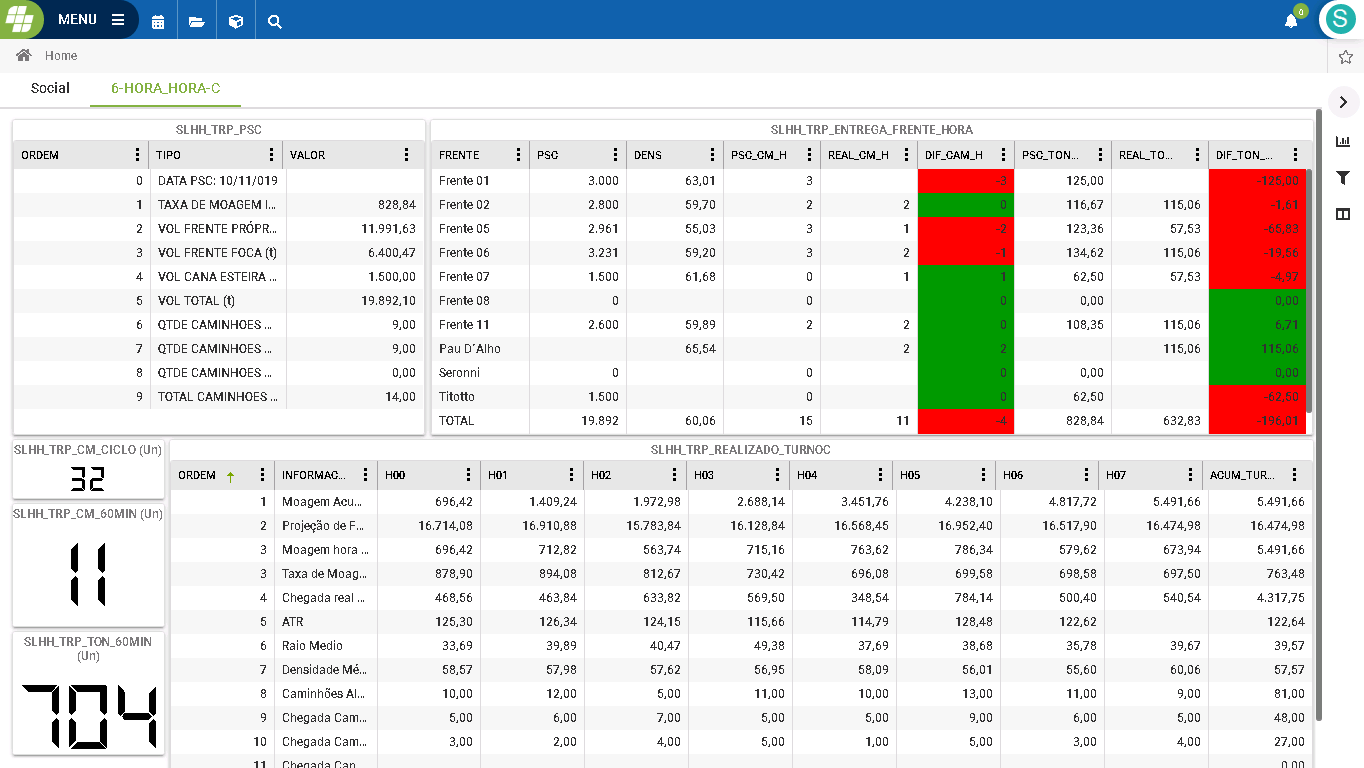 MENU
0
S
Home
Social 6-HORA_HORA-C
SLHH_TRP_PSC
ORDEM TIPO VALOR
0 DATA PSC: 10/11/019
1 TAXA DE MOAGEM I... 828,84
2 VOL FRENTE PRÓPR... 11.991,63
3 VOL FRENTE FOCA (t) 6.400,47
4 VOL CANA ESTEIRA ... 1.500,00
5 VOL TOTAL (t) 19.892,10
6 QTDE CAMINHOES ... 9,00
7 QTDE CAMINHOES ... 9,00
8 QTDE CAMINHOES ... 0,00
9 TOTAL CAMINHOES ... 14,00
SLHH_TRP_ENTREGA_FRENTE_HORA
FRENTE PSC DENS PSC_CM_H REAL_CM_H DIF_CAM_H PSC_TON... REAL_TO... DIF_TON_...
Frente 01 3.000 63,01 3 -3 125,00 -125,00
Frente 02 2.800 59,70 2 2 0 116,67 115,06 -1,61
Frente 05 2.961 55,03 3 1 -2 123,36 57,53 -65,83
Frente 06 3.231 59,20 3 2 -1 134,62 115,06 -19,56
Frente 07 1.500 61,68 0 1 1 62,50 57,53 -4,97
Frente 08 0 0 0 0,00 0,00
Frente 11 2.600 59,89 2 2 0 108,35 115,06 6,71
Pau D´Alho 65,54 2 2 115,06 115,06
Seronni 0 0 0 0,00 0,00
Titotto 1.500 0 0 62,50 -62,50
TOTAL 19.892 60,06 15 11 -4 828,84 632,83 -196,01
SLHH_TRP_CM_CICLO (Un)
32
SLHH_TRP_CM_60MIN (Un)
11
SLHH_TRP_TON_60MIN
(Un)
704
SLHH_TRP_REALIZADO_TURNOC
ORDEM INFORMAC... H00 H01 H02 H03 H04 H05 H06 H07 ACUM_TUR...
1 Moagem Acu... 696,42 1.409,24 1.972,98 2.688,14 3.451,76 4.238,10 4.817,72 5.491,66 5.491,66
2 Projeção de F... 16.714,08 16.910,88 15.783,84 16.128,84 16.568,45 16.952,40 16.517,90 16.474,98 16.474,98
3 Moagem hora ... 696,42 712,82 563,74 715,16 763,62 786,34 579,62 673,94 5.491,66
3 Taxa de Moag... 878,90 894,08 812,67 730,42 696,08 699,58 698,58 697,50 763,48
4 Chegada real ... 468,56 463,84 633,82 569,50 348,54 784,14 500,40 540,54 4.317,75
5 ATR 125,30 126,34 124,15 115,66 114,79 128,48 122,62 122,64
6 Raio Medio 33,69 39,89 40,47 49,38 37,69 38,68 35,78 39,67 39,57
7 Densidade Mé... 58,57 57,98 57,62 56,95 58,09 56,01 55,60 60,06 57,57
8 Caminhões Al... 10,00 12,00 5,00 11,00 10,00 13,00 11,00 9,00 81,00
9 Chegada Cam... 5,00 6,00 7,00 5,00 5,00 9,00 6,00 5,00 48,00
10 Chegada Cam... 3,00 2,00 4,00 5,00 1,00 5,00 3,00 4,00 27,00
11 Chegada Can... 0,00